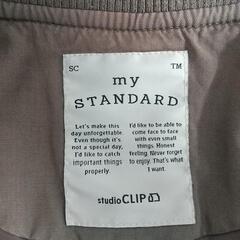 SC TM
my
STANDARD
Let's make this
day unforgettable.
Even though it's
not a special day,
I'd like to catch
important things
properly.
I'd like to be able to
come face to face
with even small
things. Honest
feeling. Never forget
to enjoy. That's what
I want.
studio CLIP